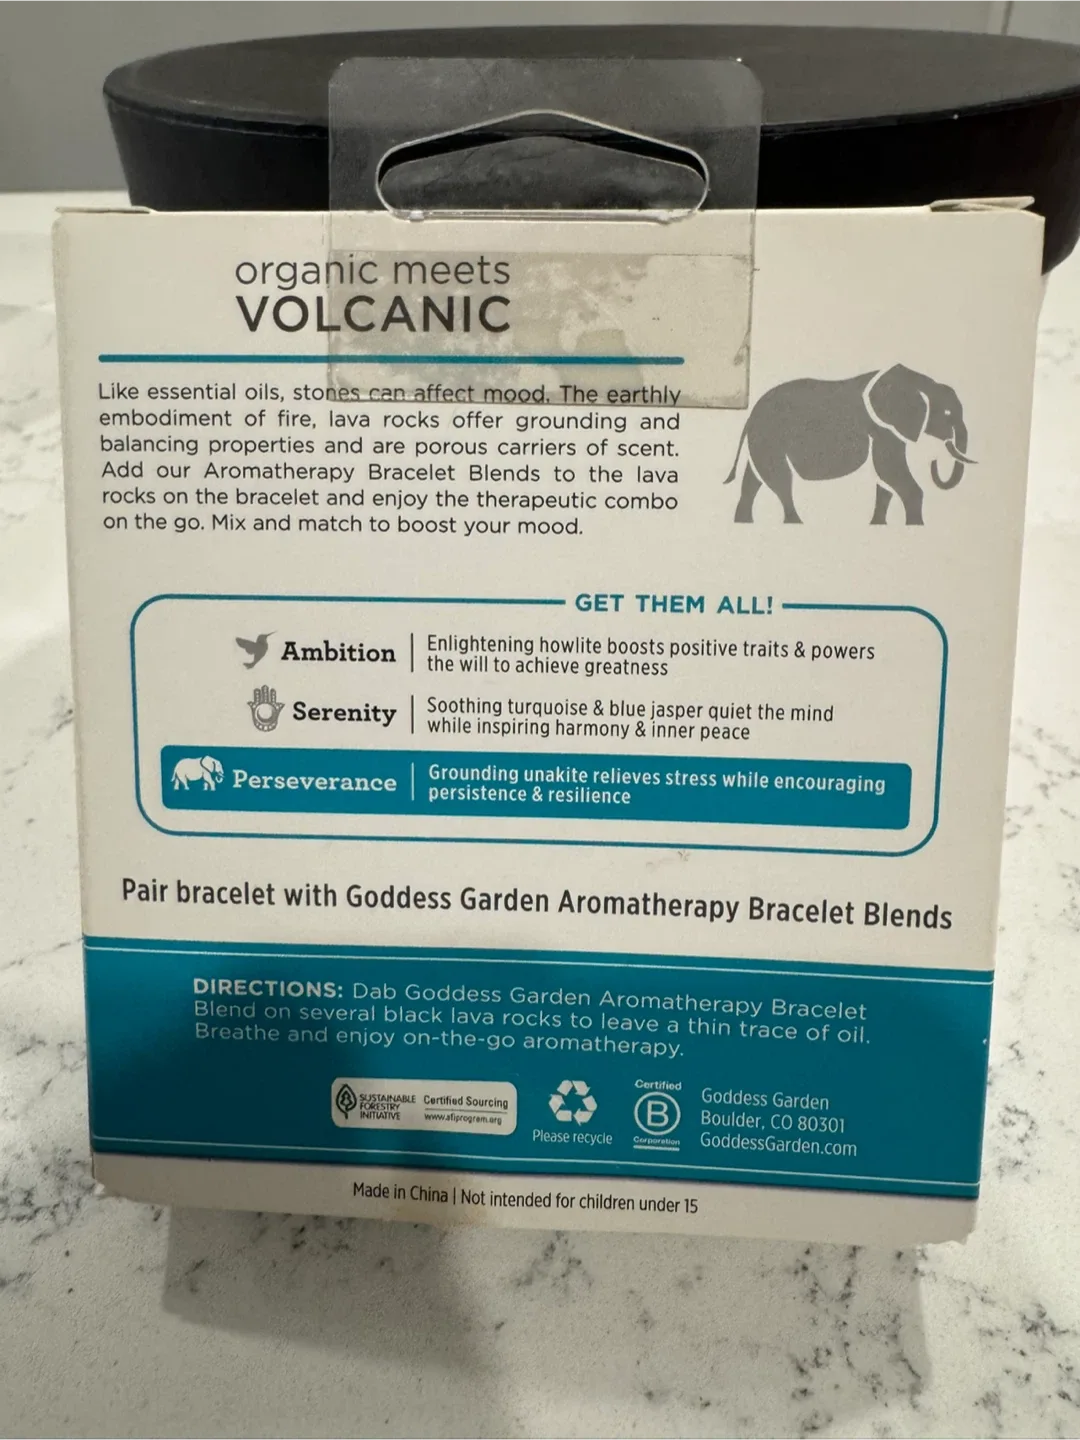 organic meets
VOLCANIC
Like essential oils, stones can affect mood. The earthly
embodiment of fire, lava rocks offer grounding and
balancing properties and are porous carriers of scent.
Add our Aromatherapy Bracelet Blends to the lava
rocks on the bracelet and enjoy the therapeutic combo
on the go. Mix and match to boost your mood.
GET THEM ALL!
Ambition | Enlightening howlite boosts positive traits & powers
the will to achieve greatness
Serenity | Soothing turquoise & blue jasper quiet the mind
while inspiring harmony & inner peace
Perseverance | Grounding unakite relieves stress while encouraging
persistence & resilience
Pair bracelet with Goddess Garden Aromatherapy Bracelet Blends
DIRECTIONS: Dab Goddess Garden Aromatherapy Bracelet
Blend on several black lava rocks to leave a thin trace of oil.
Breathe and enjoy on-the-go aromatherapy.
SUSTAINABLE
FORESTRY
INITIATIVE
Certified Sourcing
www.sfiprogram.org
Please recycle
Certified
B
Corporation
Goddess Garden
Boulder, CO 80301
GoddessGarden.com
Made in China | Not intended for children under 15